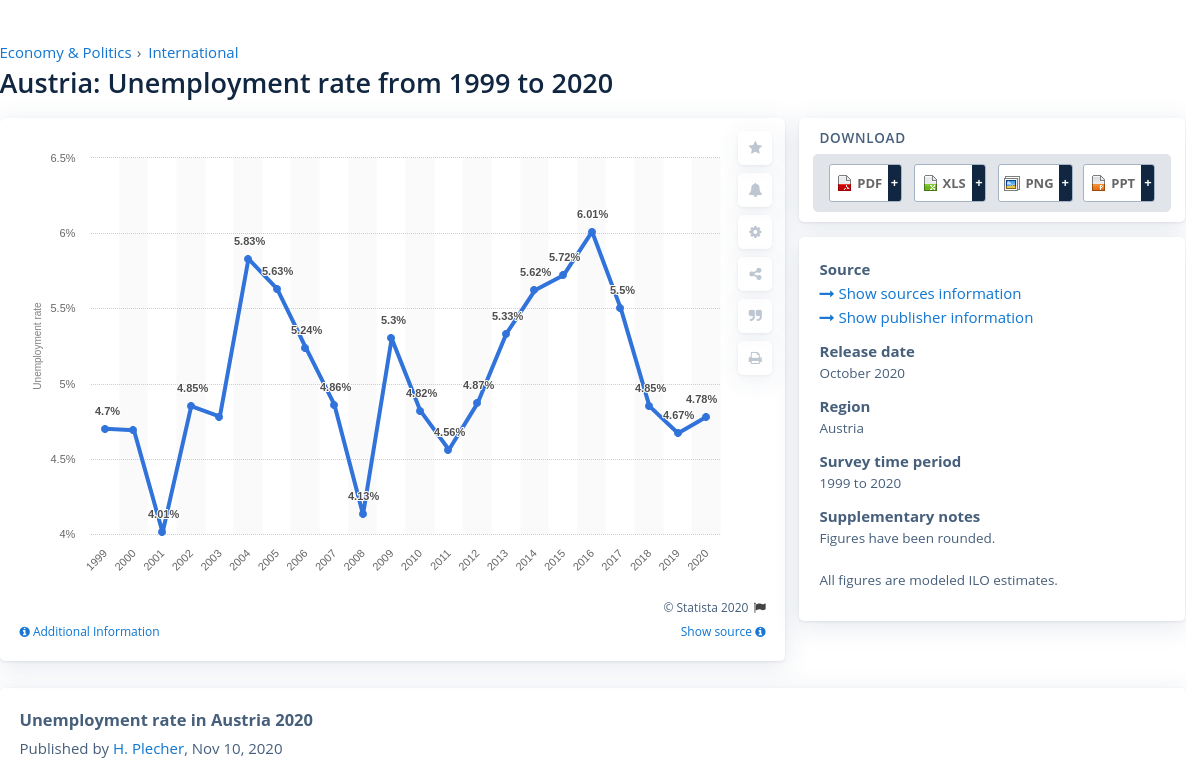 Economy & Politics › International
Austria: Unemployment rate from 1999 to 2020
6.5%
6%
5.5%
5%
4.5%
4%
Unemployment rate
4.7%
4.01%
4.85%
5.83%
5.63%
5.24%
4.86%
4.13%
5.3%
4.82%
4.56%
4.87%
5.33%
5.62%
5.72%
6.01%
5.5%
4.85%
4.67%
4.78%
1999
2000
2001
2002
2003
2004
2005
2006
2007
2008
2009
2010
2011
2012
2013
2014
2015
2016
2017
2018
2019
2020
© Statista 2020
Additional Information
Show source
DOWNLOAD
PDF + XLS + PNG + PPT +
Source
Show sources information
Show publisher information
Release date
October 2020
Region
Austria
Survey time period
1999 to 2020
Supplementary notes
Figures have been rounded.
All figures are modeled ILO estimates.
Unemployment rate in Austria 2020
Published by H. Plecher, Nov 10, 2020